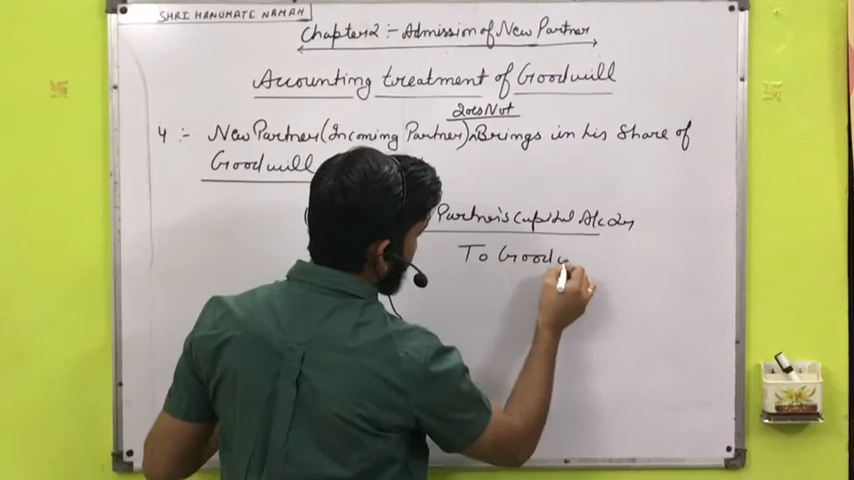 SHRI HANUMATE NAMAH
Chapter 2 :- Admission of New Partner
Accounting treatment of Goodwill
Does Not
4 :- New Partner (Incoming Partner) ^ Brings in his Share of
Goodwill
Partner's Capital A/c Dr
To Good